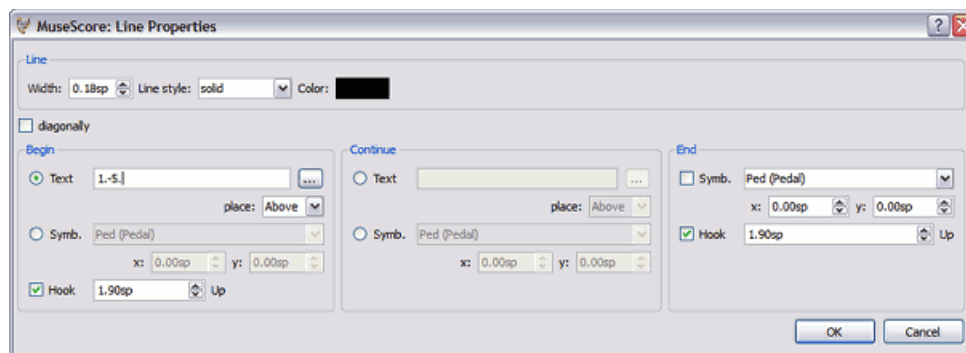 MuseScore: Line Properties
Line
Width: 0.18sp Line style: solid Color:
diagonally
Begin
Text 1.-5.
...
place: Above
Symb. Ped (Pedal)
x: 0.00sp y: 0.00sp
Hook 1.90sp Up
Continue
Text
...
place: Above
Symb. Ped (Pedal)
x: 0.00sp y: 0.00sp
End
Symb. Ped (Pedal)
x: 0.00sp y: 0.00sp
Hook 1.90sp Up
OK Cancel